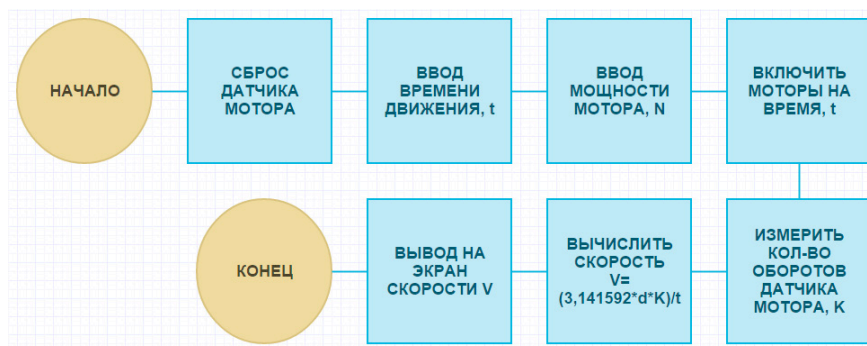 НАЧАЛО
СБРОС
ДАТЧИКА
МОТОРА
ВВОД
ВРЕМЕНИ
ДВИЖЕНИЯ, t
ВВОД
МОЩНОСТИ
МОТОРА, N
ВКЛЮЧИТЬ
МОТОРЫ НА
ВРЕМЯ, t
ИЗМЕРИТЬ
КОЛ-ВО
ОБОРОТОВ
ДАТЧИКА
МОТОРА, K
ВЫЧИСЛИТЬ
СКОРОСТЬ
V=
(3,141592*d*K)/t
ВЫВОД НА
ЭКРАН
СКОРОСТИ V
КОНЕЦ